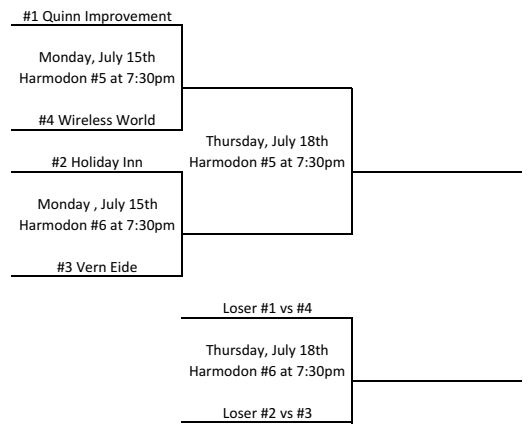 #1 Quinn Improvement
Monday, July 15th
Harmodon #5 at 7:30pm
#4 Wireless World
Thursday, July 18th
Harmodon #5 at 7:30pm
#2 Holiday Inn
Monday , July 15th
Harmodon #6 at 7:30pm
#3 Vern Eide
Loser #1 vs #4
Thursday, July 18th
Harmodon #6 at 7:30pm
Loser #2 vs #3